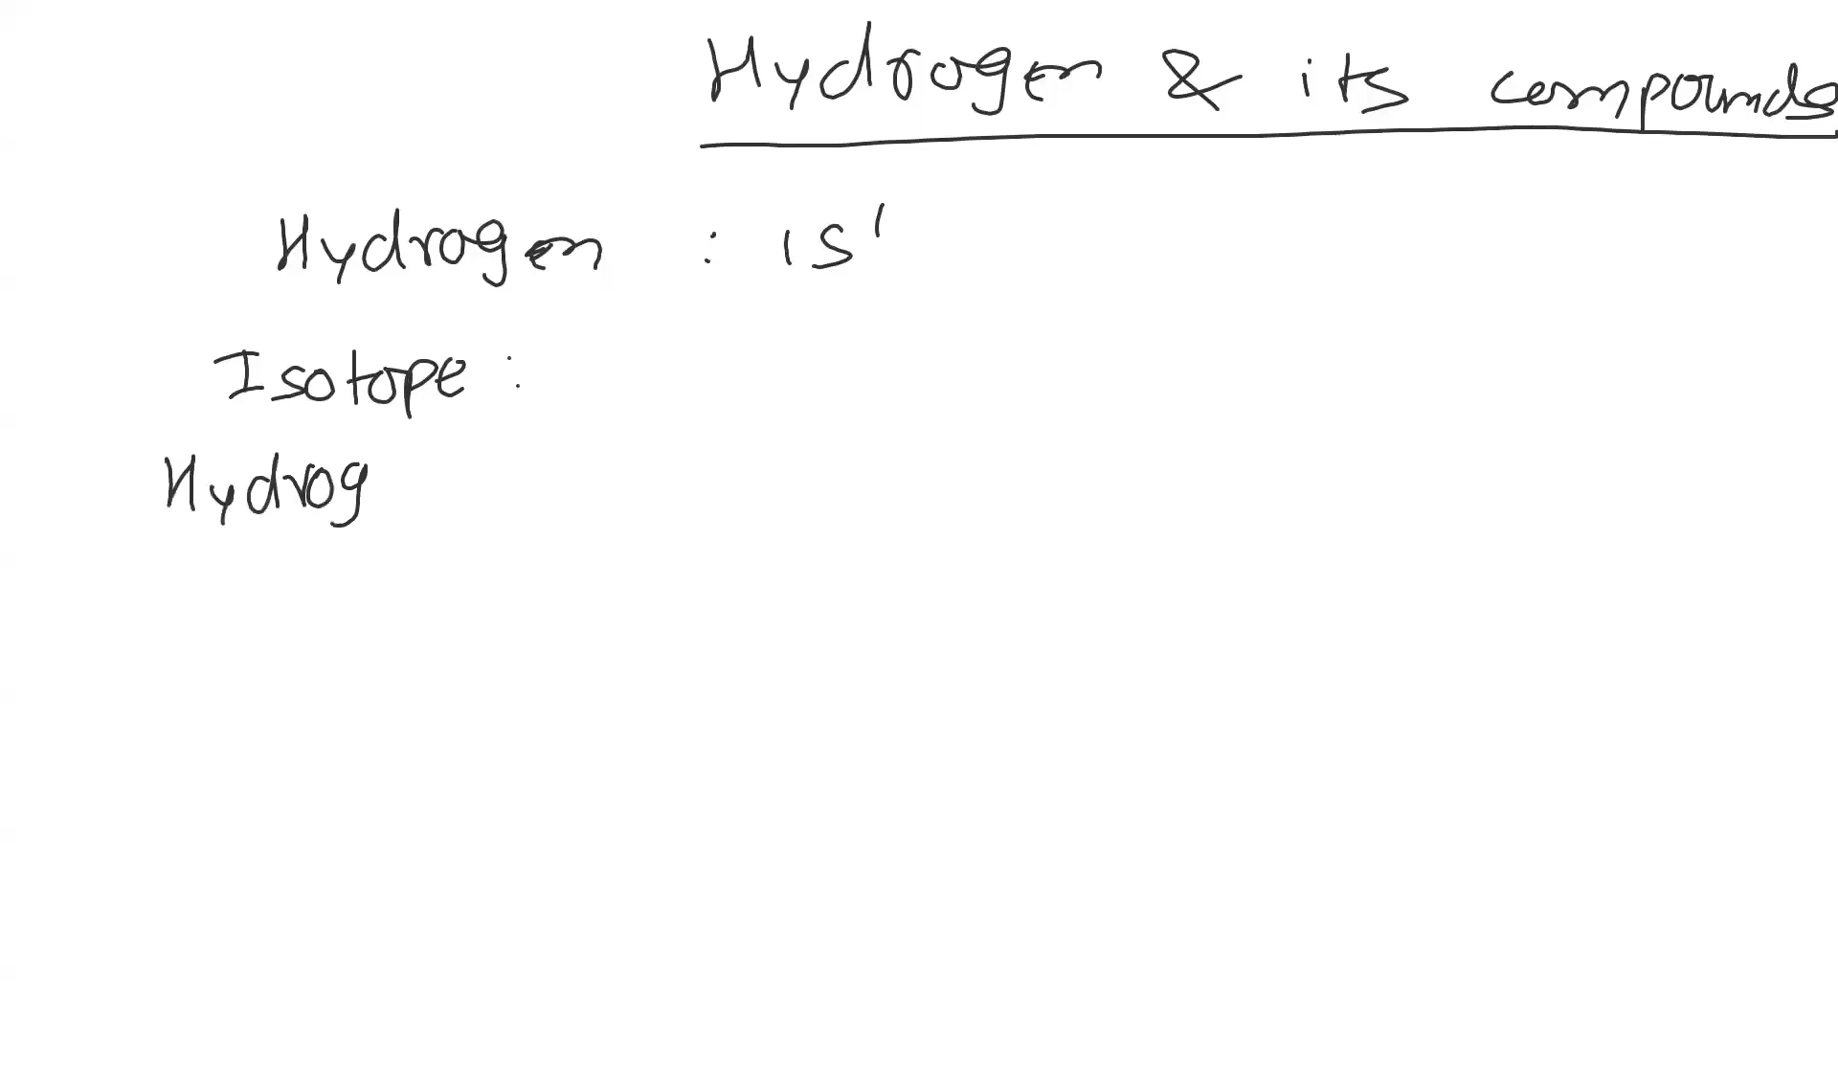 Hydrogen & its compounds
Hydrogen : 1s¹
Isotope :
Hydrog